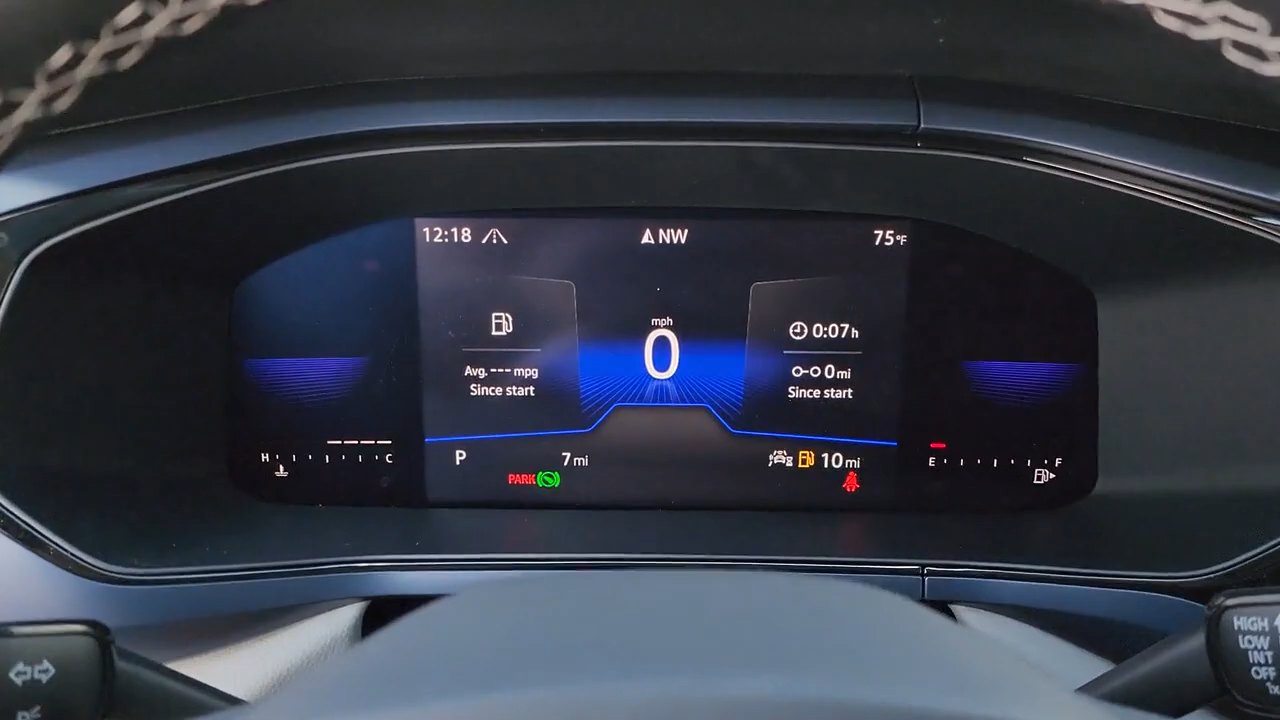 12:18
NW
75°F
mph
0
Avg. --- mpg
Since start
0:07h
0mi
Since start
H C
E F
P
7mi
10mi
PARK
HIGH
LOW
INT
OFF
1x